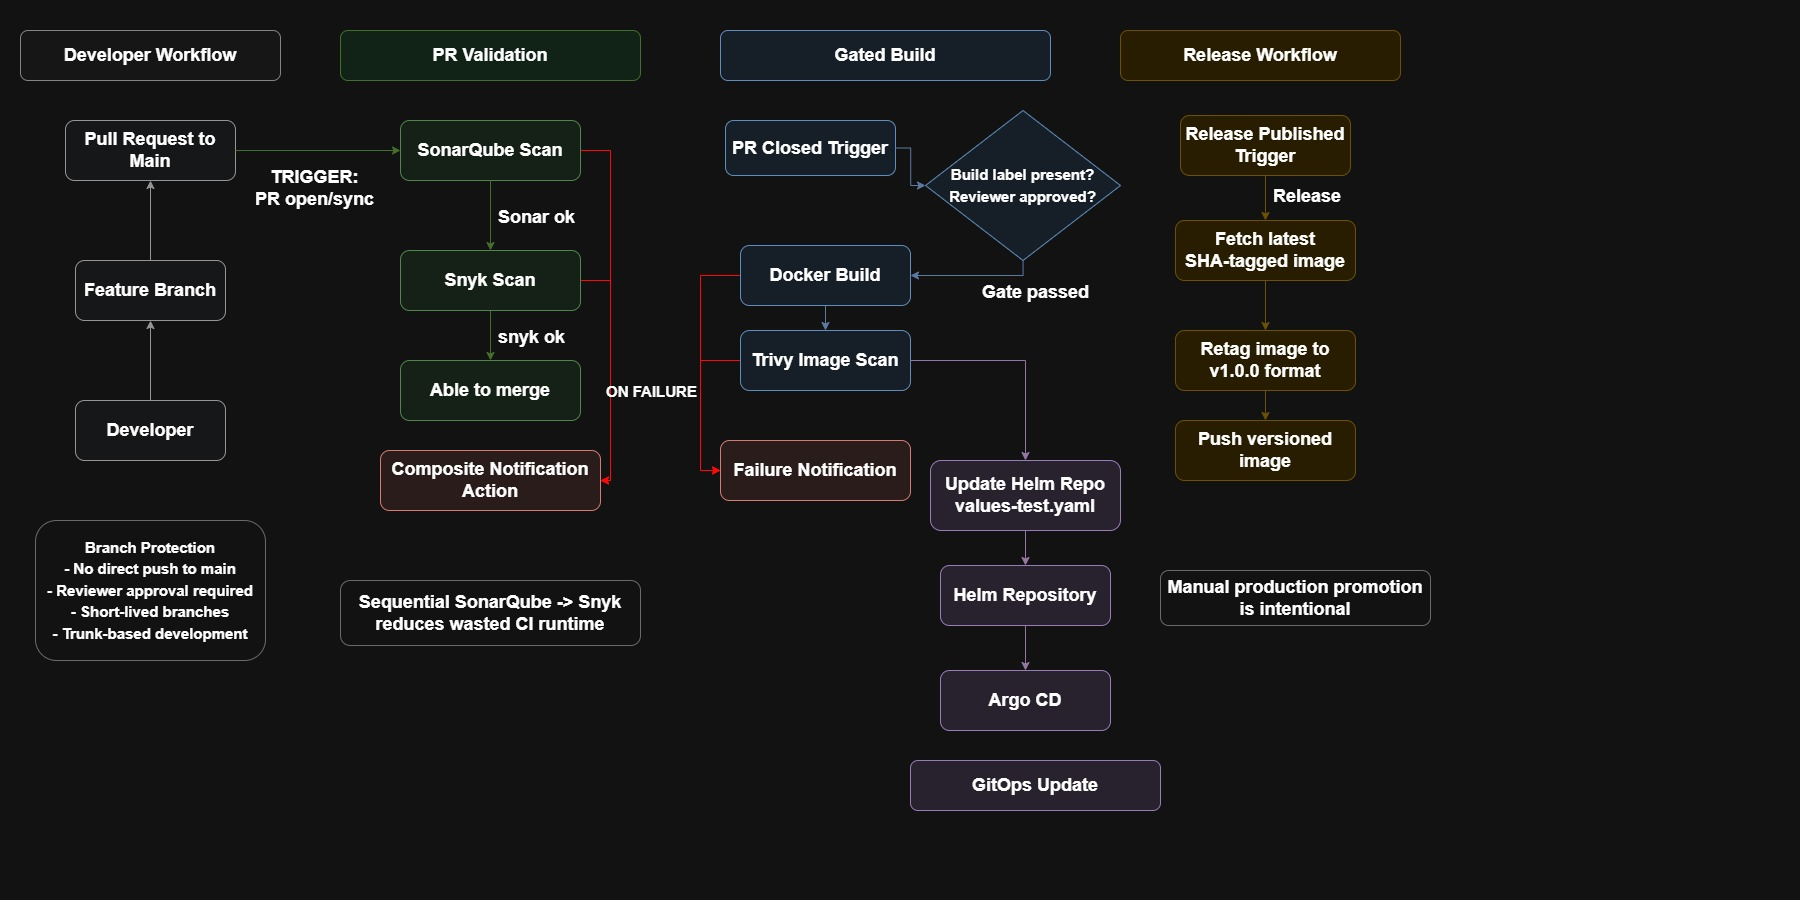 Developer Workflow
PR Validation
Gated Build
Release Workflow
Pull Request to
Main
TRIGGER:
PR open/sync
Feature Branch
Developer
Branch Protection
- No direct push to main
- Reviewer approval required
- Short-lived branches
- Trunk-based development
SonarQube Scan
Sonar ok
Snyk Scan
snyk ok
Able to merge
Composite Notification
Action
Sequential SonarQube -> Snyk
reduces wasted CI runtime
ON FAILURE
PR Closed Trigger
Build label present?
Reviewer approved?
Gate passed
Docker Build
Trivy Image Scan
Failure Notification
Update Helm Repo
values-test.yaml
Helm Repository
Argo CD
GitOps Update
Release Published
Trigger
Release
Fetch latest
SHA-tagged image
Retag image to
v1.0.0 format
Push versioned
image
Manual production promotion
is intentional